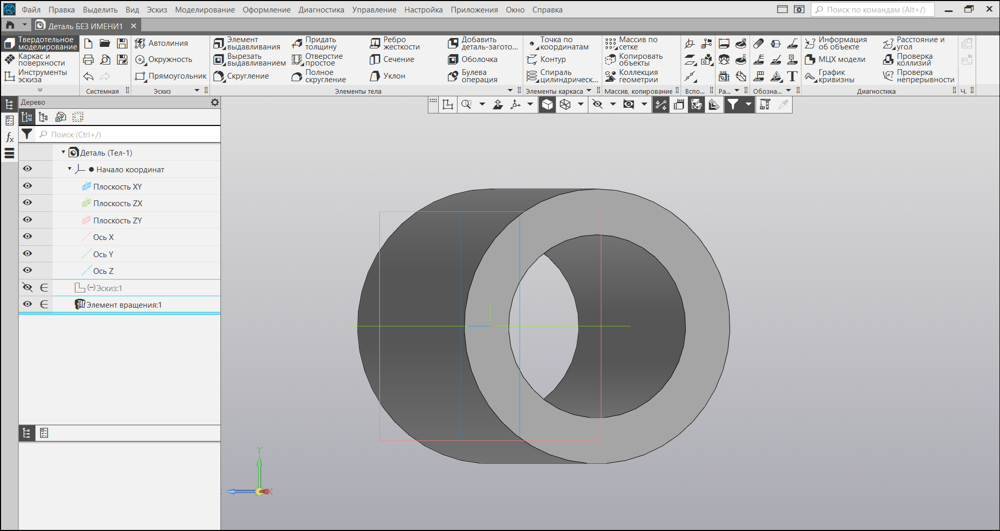 Файл Правка Выделить Вид Эскиз Моделирование Оформление Диагностика Управление Настройка Приложения Окно Справка Поиск по командам (Alt+/)
Деталь БЕЗ ИМЕНИ1
Твердотельное
моделирование
Каркас и
поверхности
Инструменты
эскиза
Системная
Автолиния
Окружность
Прямоугольник
Эскиз
Элемент
выдавливания
Вырезать
выдавливанием
Скругление
Придать
толщину
Отверстие
простое
Полное
скругление
Ребро
жесткости
Сечение
Уклон
Добавить
деталь-загото...
Оболочка
Булева
операция
Элементы тела
Точка по
координатам
Контур
Спираль
цилиндрическ...
Элементы каркаса
Массив по
сетке
Копировать
объекты
Коллекция
геометрии
Массив, копирование
Вспо...
Ра...
Обозна...
Информация
об объекте
МЦХ модели
График
кривизны
Расстояние и
угол
Проверка
коллизий
Проверка
непрерывности
Диагностика
Ч.
Дерево
Поиск (Ctrl+/)
Деталь (Тел-1)
Начало координат
Плоскость XY
Плоскость ZX
Плоскость ZY
Ось X
Ось Y
Ось Z
(-)Эскиз:1
Элемент вращения:1
Y
X